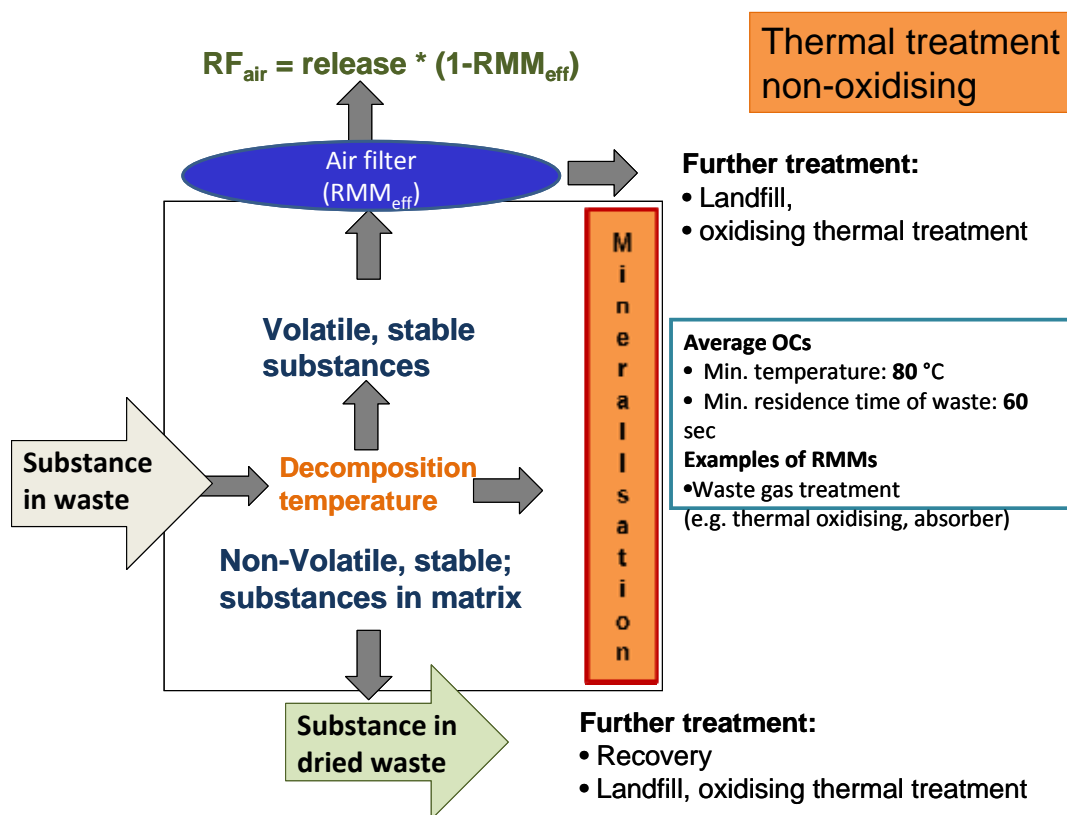 Thermal treatment
non-oxidising
RF_air = release * (1-RMM_eff)
Air filter
(RMM_eff)
Further treatment:
• Landfill,
• oxidising thermal treatment
M
i
n
e
r
a
l
l
s
a
t
i
o
n
Volatile, stable
substances
Average OCs
• Min. temperature: 80 °C
• Min. residence time of waste: 60
sec
Examples of RMMs
•Waste gas treatment
(e.g. thermal oxidising, absorber)
Substance
in waste
Decomposition
temperature
Non-Volatile, stable;
substances in matrix
Substance in
dried waste
Further treatment:
• Recovery
• Landfill, oxidising thermal treatment